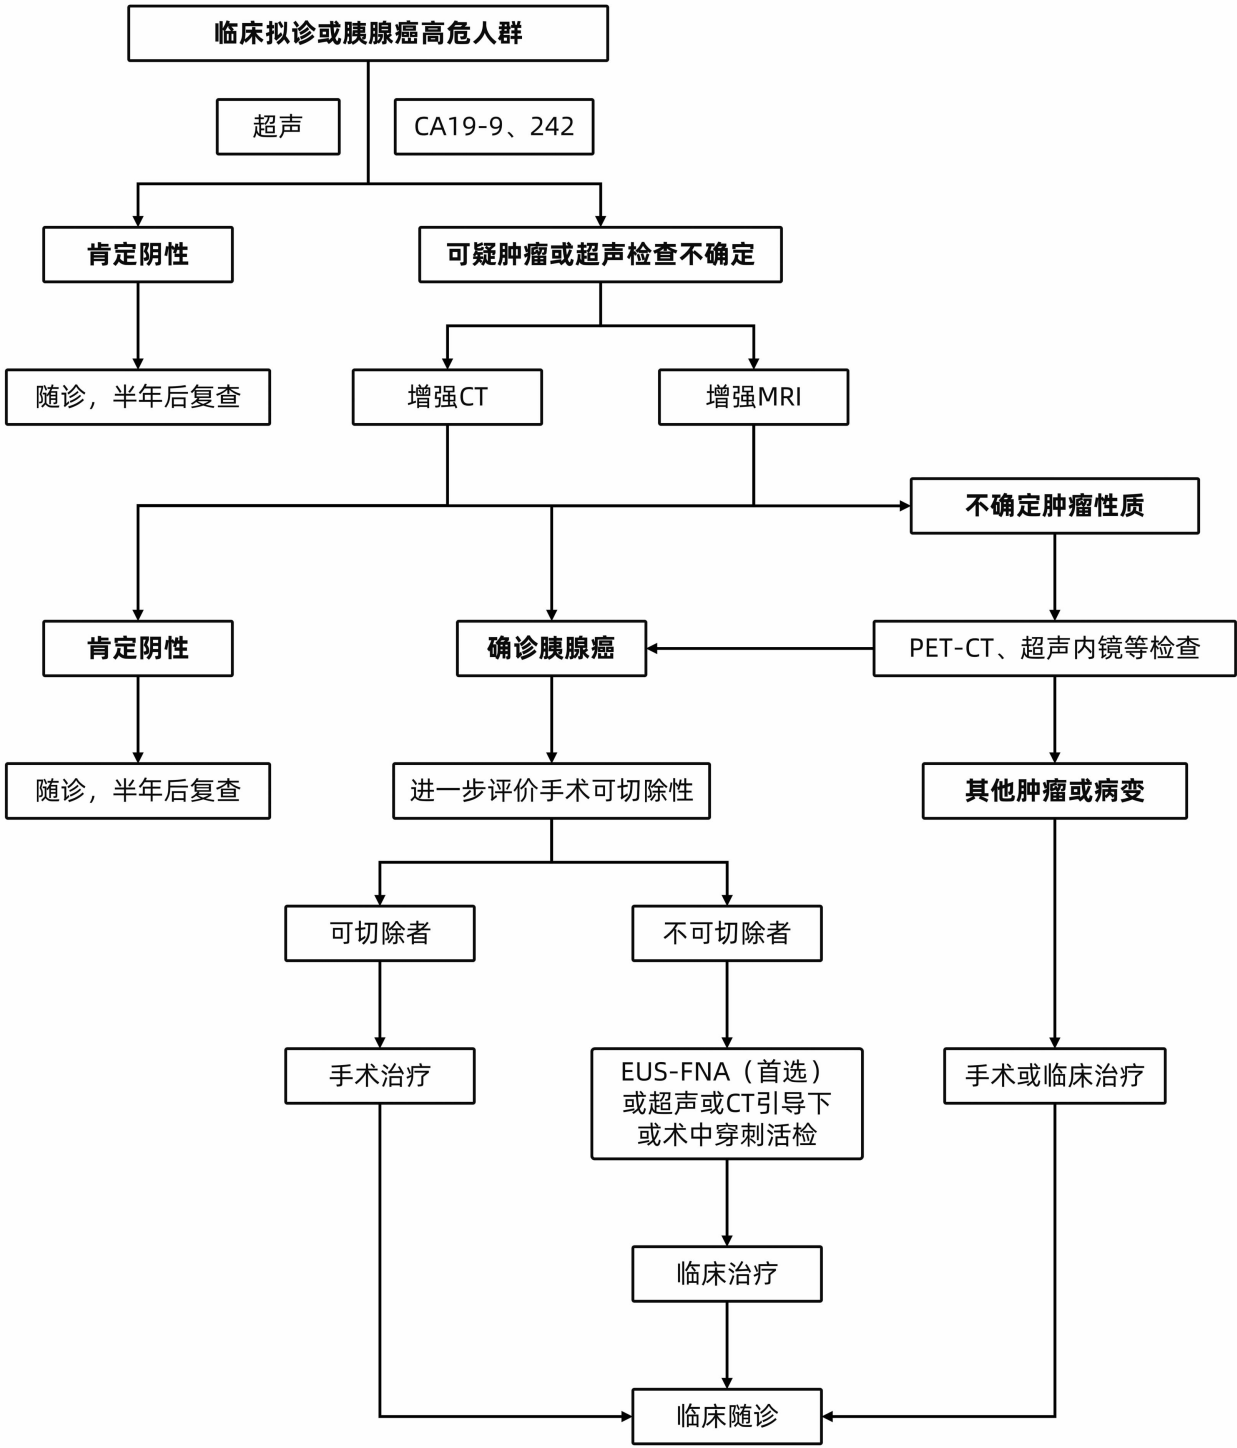 临床拟诊或胰腺癌高危人群
超声
CA19-9、242
肯定阴性
可疑肿瘤或超声检查不确定
随诊，半年后复查
增强CT
增强MRI
不确定肿瘤性质
肯定阴性
确诊胰腺癌
PET-CT、超声内镜等检查
随诊，半年后复查
进一步评价手术可切除性
其他肿瘤或病变
可切除者
不可切除者
手术治疗
EUS-FNA（首选）
或超声或CT引导下
或术中穿刺活检
手术或临床治疗
临床治疗
临床随诊